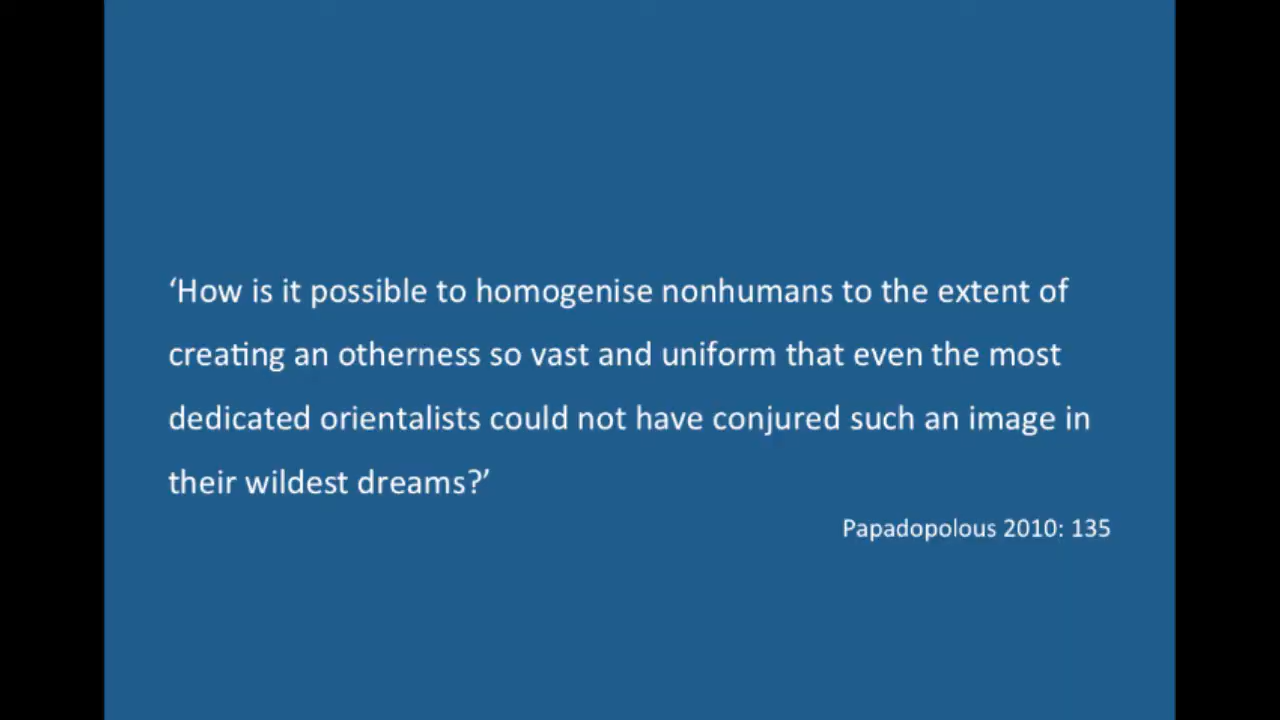 ‘How is it possible to homogenise nonhumans to the extent of
creating an otherness so vast and uniform that even the most
dedicated orientalists could not have conjured such an image in
their wildest dreams?’
Papadopolous 2010: 135